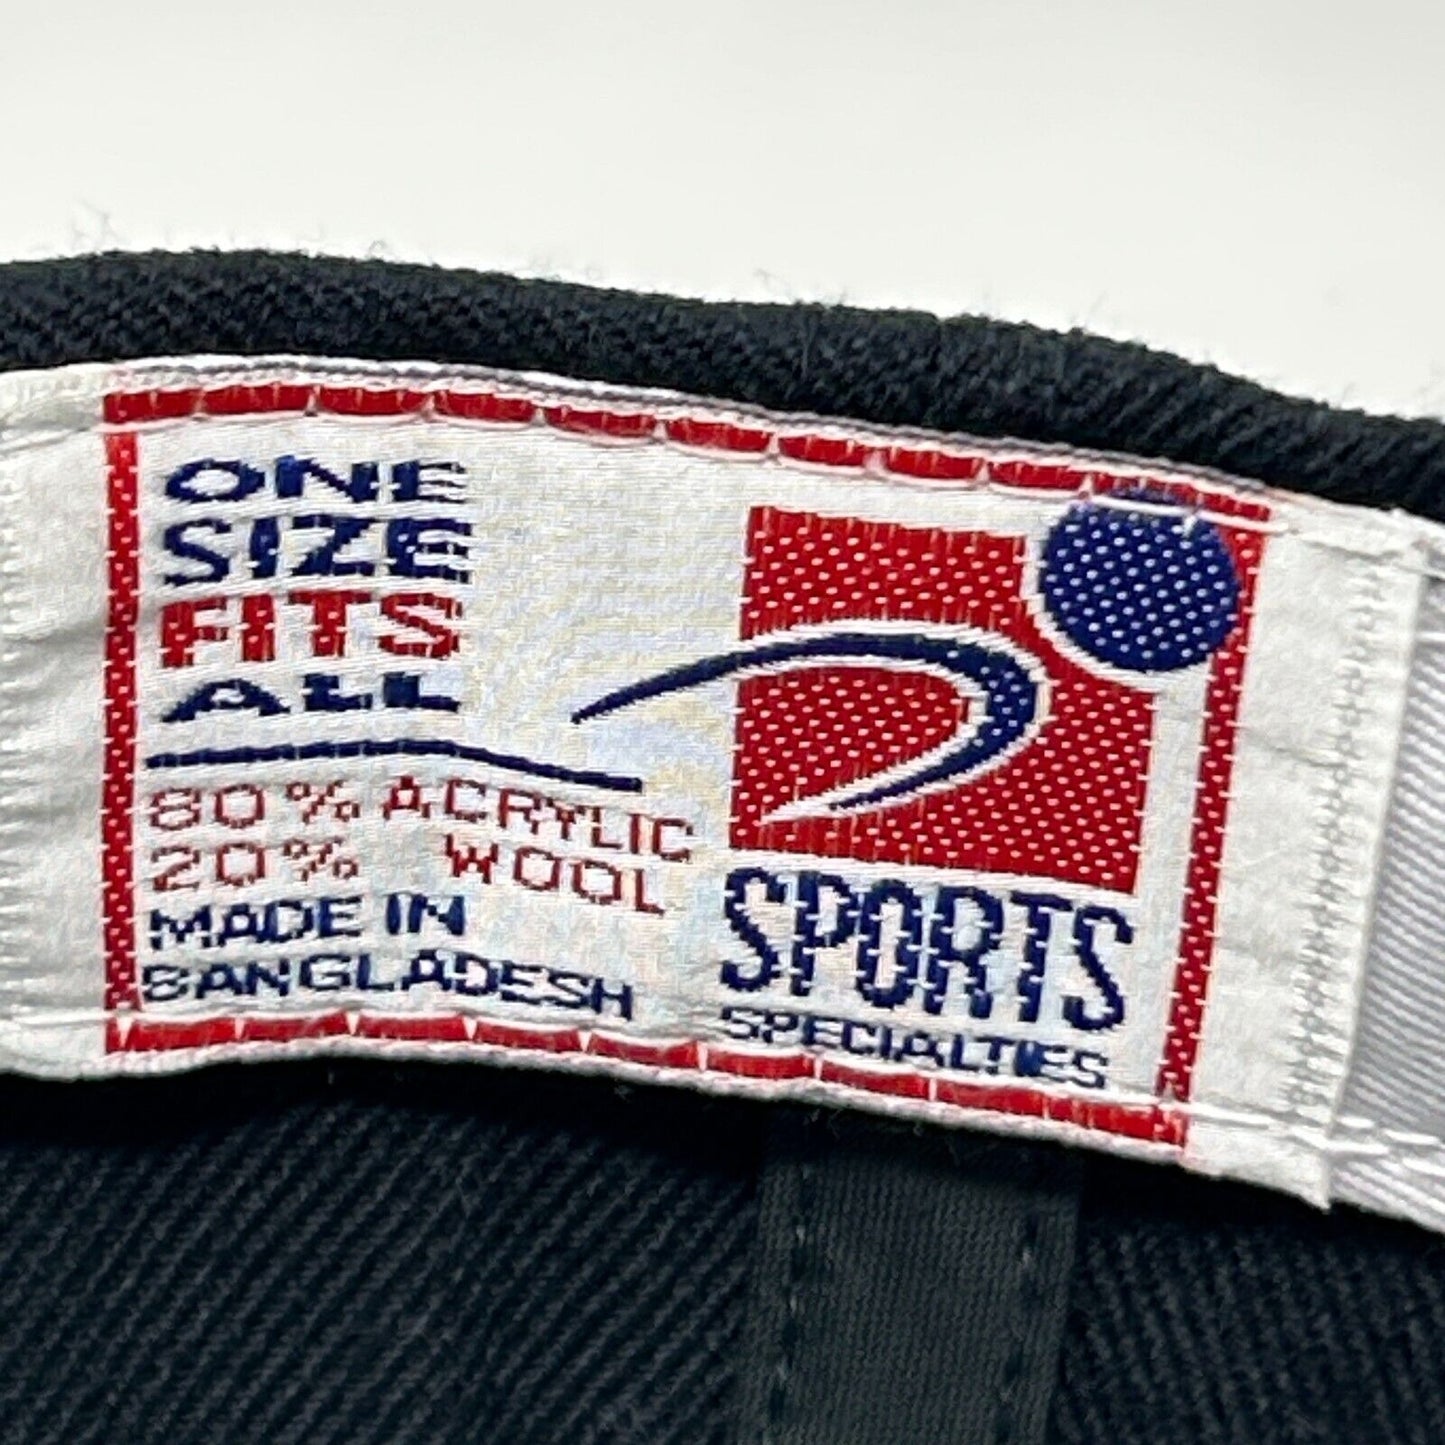 ONE
SIZE
FITS
ALL
80% ACRYLIC
20% WOOL
MADE IN
BANGLADESH
SPORTS
SPECIALTIES